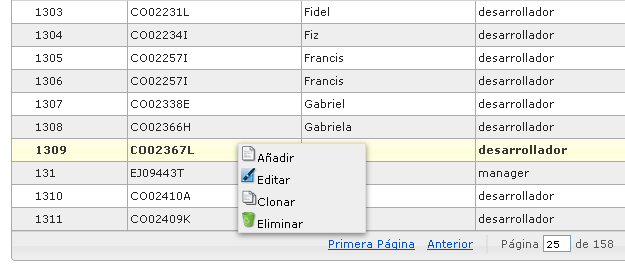 1303 CO02231L Fidel desarrollador
1304 CO02234I Fiz desarrollador
1305 CO02257I Francis desarrollador
1306 CO02257I Francis desarrollador
1307 CO02338E Gabriel desarrollador
1308 CO02366H Gabriela desarrollador
1309 CO02367L desarrollador
Añadir
131 EJ09443T manager
Editar
1310 CO02410A desarrollador
Clonar
1311 CO02409K desarrollador
Eliminar
Primera Página Anterior Página 25 de 158